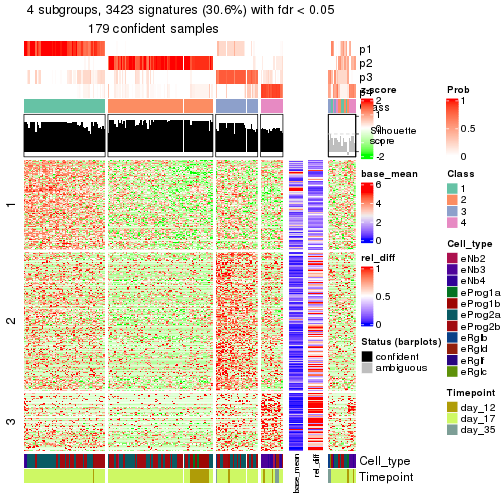 4 subgroups, 3423 signatures (30.6%) with fdr < 0.05
179 confident samples
p1
p2
p3
p4
z-score
2
Class
0
-2
Silhouette
score
Prob
1
0.5
0
base_mean
6
4
2
0
Class
1
2
3
4
rel_diff
1
0.5
0
Cell_type
eNb2
eNb3
eNb4
eProg1a
eProg1b
eProg2a
eProg2b
eRglb
eRgld
eRglf
eRglc
Status (barplots)
confident
ambiguous
Timepoint
day_12
day_17
day_35
1
2
3
base_mean
rel_diff
Cell_type
Timepoint